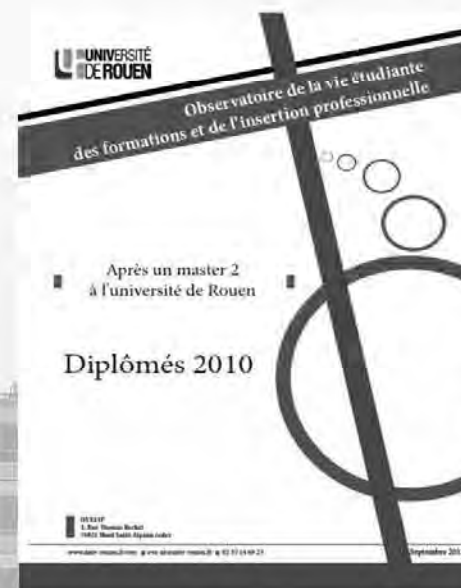 UNIVERSITÉ
DE ROUEN
Observatoire de la vie étudiante
des formations et de l'insertion professionnelle
Après un master 2
à l'université de Rouen
Diplômés 2010
Septembre